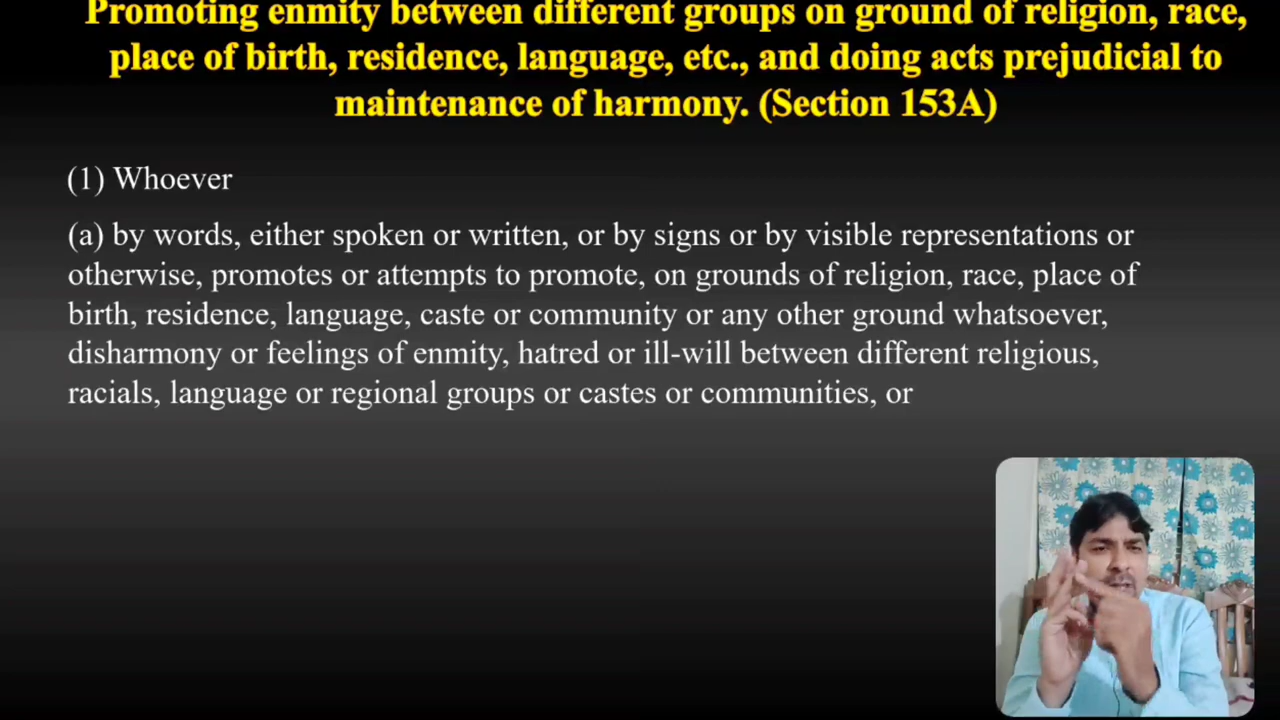 Promoting enmity between different groups on ground of religion, race,
place of birth, residence, language, etc., and doing acts prejudicial to
maintenance of harmony. (Section 153A)
(1) Whoever
(a) by words, either spoken or written, or by signs or by visible representations or
otherwise, promotes or attempts to promote, on grounds of religion, race, place of
birth, residence, language, caste or community or any other ground whatsoever,
disharmony or feelings of enmity, hatred or ill-will between different religious,
racials, language or regional groups or castes or communities, or